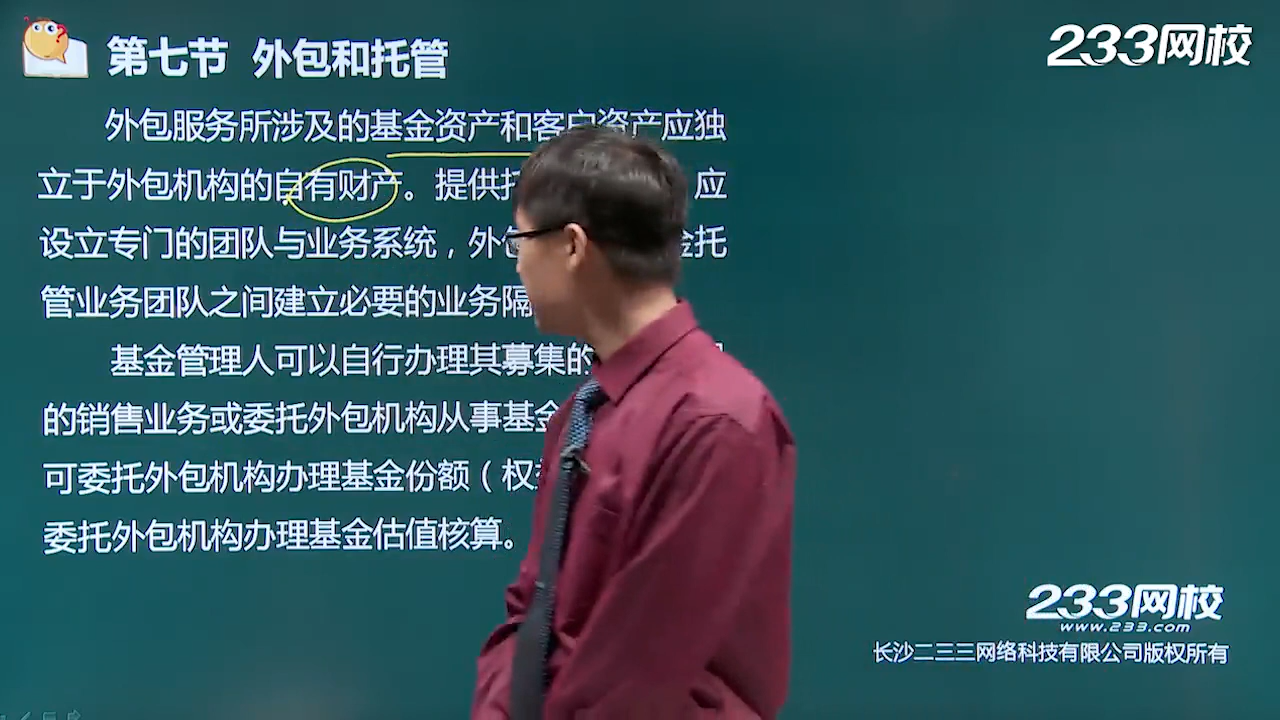 第七节 外包和托管
233网校
外包服务所涉及的基金资产和客户资产应独
立于外包机构的自有财产。提供托 应
设立专门的团队与业务系统，外包 金托
管业务团队之间建立必要的业务隔
基金管理人可以自行办理其募集的
的销售业务或委托外包机构从事基金
可委托外包机构办理基金份额（权
委托外包机构办理基金估值核算。
233网校
www.233.com
长沙二三三网络科技有限公司版权所有